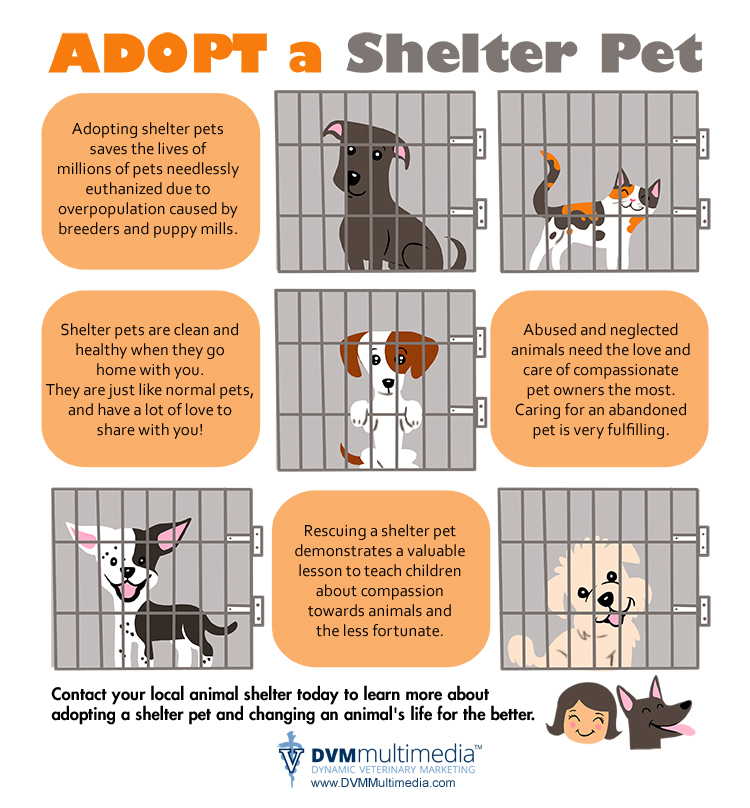 ADOPT a Shelter Pet
Adopting shelter pets
saves the lives of
millions of pets needlessly
euthanized due to
overpopulation caused by
breeders and puppy mills.
Shelter pets are clean and
healthy when they go
home with you.
They are just like normal pets,
and have a lot of love to
share with you!
Abused and neglected
animals need the love and
care of compassionate
pet owners the most.
Caring for an abandoned
pet is very fulfilling.
Rescuing a shelter pet
demonstrates a valuable
lesson to teach children
about compassion
towards animals and
the less fortunate.
Contact your local animal shelter today to learn more about
adopting a shelter pet and changing an animal's life for the better.
DVMmultimedia™
DYNAMIC VETERINARY MARKETING
www.DVMMultimedia.com